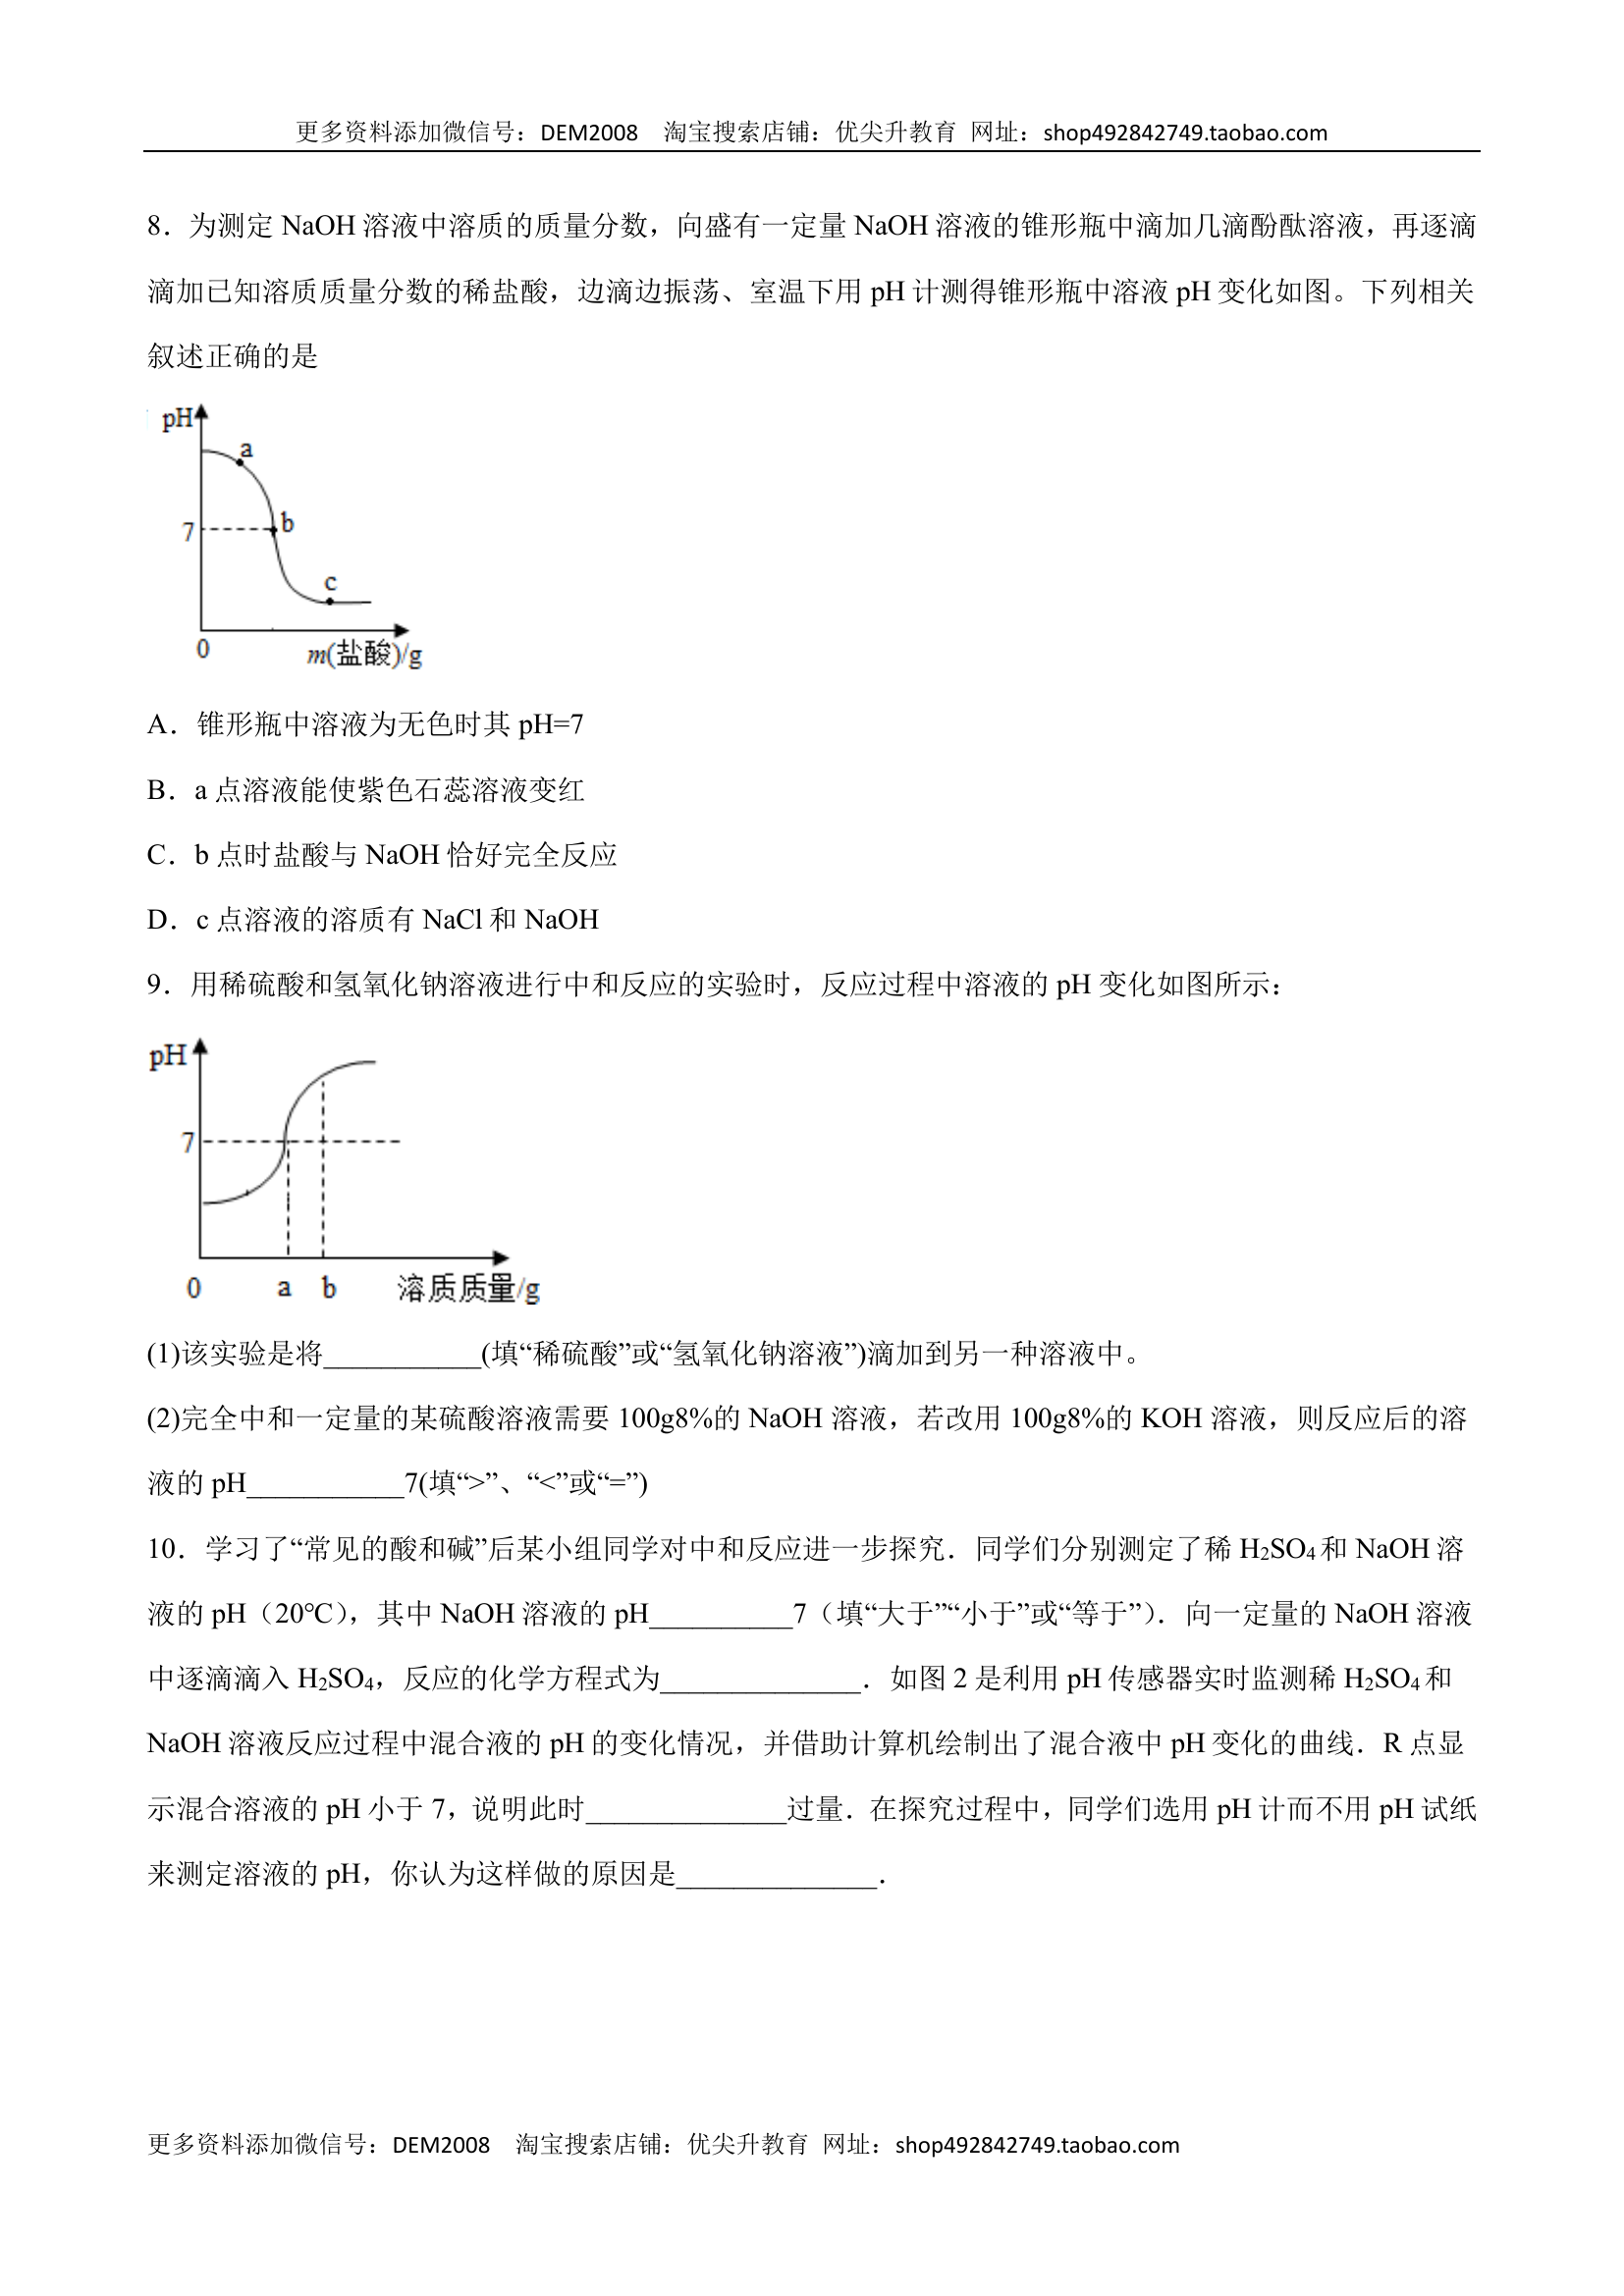 更多资料添加微信号：DEM2008 淘宝搜索店铺：优尖升教育 网址：shop492842749.taobao.com
8．为测定 NaOH 溶液中溶质的质量分数，向盛有一定量 NaOH 溶液的锥形瓶中滴加几滴酚酞溶液，再逐滴
滴加已知溶质质量分数的稀盐酸，边滴边振荡、室温下用 pH 计测得锥形瓶中溶液 pH 变化如图。下列相关
叙述正确的是
pH
a
7
b
c
0
m(盐酸)/g
A．锥形瓶中溶液为无色时其 pH=7
B．a 点溶液能使紫色石蕊溶液变红
C．b 点时盐酸与 NaOH 恰好完全反应
D．c 点溶液的溶质有 NaCl 和 NaOH
9．用稀硫酸和氢氧化钠溶液进行中和反应的实验时，反应过程中溶液的 pH 变化如图所示：
pH
7
0 a b 溶质质量/g
(1)该实验是将___________(填“稀硫酸”或“氢氧化钠溶液”)滴加到另一种溶液中。
(2)完全中和一定量的某硫酸溶液需要 100g8%的 NaOH 溶液，若改用 100g8%的 KOH 溶液，则反应后的溶
液的 pH___________7(填“>”、“<”或“=”)
10．学习了“常见的酸和碱”后某小组同学对中和反应进一步探究．同学们分别测定了稀 H₂SO₄和 NaOH 溶
液的 pH（20℃），其中 NaOH 溶液的 pH__________7（填“大于”“小于”或“等于”）．向一定量的 NaOH 溶液
中逐滴滴入 H₂SO₄，反应的化学方程式为______________．如图 2 是利用 pH 传感器实时监测稀 H₂SO₄和
NaOH 溶液反应过程中混合液的 pH 的变化情况，并借助计算机绘制出了混合液中 pH 变化的曲线．R 点显
示混合溶液的 pH 小于 7，说明此时______________过量．在探究过程中，同学们选用 pH 计而不用 pH 试纸
来测定溶液的 pH，你认为这样做的原因是______________．
更多资料添加微信号：DEM2008 淘宝搜索店铺：优尖升教育 网址：shop492842749.taobao.com